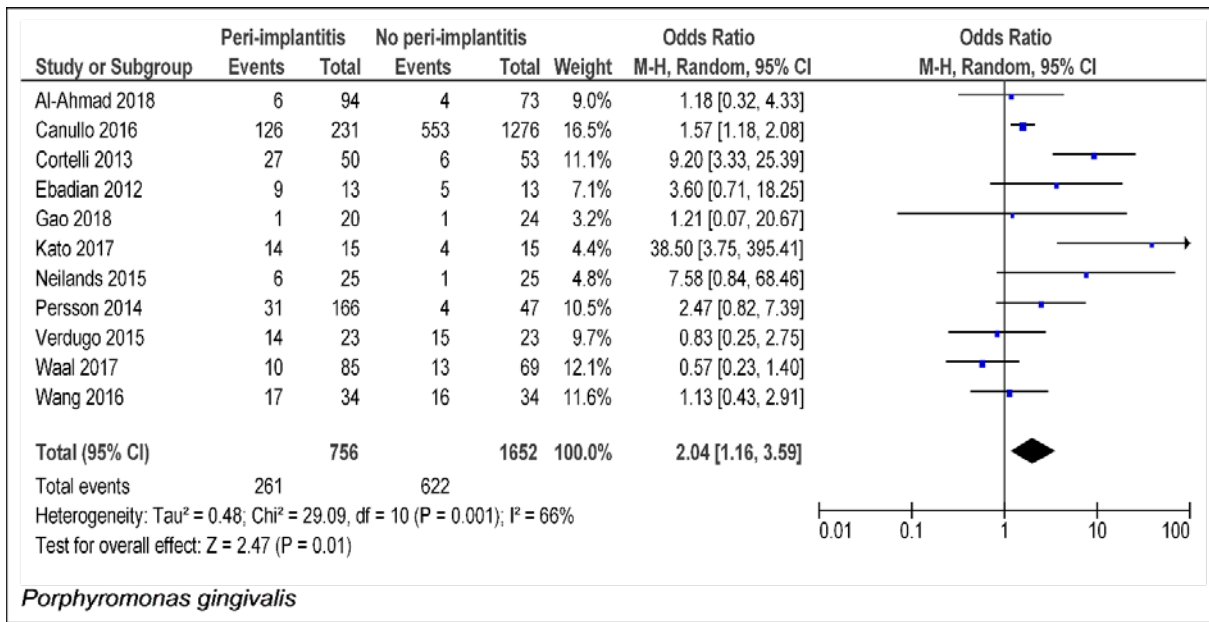 Peri-implantitis No peri-implantitis Odds Ratio Odds Ratio
Study or Subgroup Events Total Events Total Weight M-H, Random, 95% CI M-H, Random, 95% CI
Al-Ahmad 2018 6 94 4 73 9.0% 1.18 [0.32, 4.33]
Canullo 2016 126 231 553 1276 16.5% 1.57 [1.18, 2.08]
Cortelli 2013 27 50 6 53 11.1% 9.20 [3.33, 25.39]
Ebadian 2012 9 13 5 13 7.1% 3.60 [0.71, 18.25]
Gao 2018 1 20 1 24 3.2% 1.21 [0.07, 20.67]
Kato 2017 14 15 4 15 4.4% 38.50 [3.75, 395.41]
Neilands 2015 6 25 1 25 4.8% 7.58 [0.84, 68.46]
Persson 2014 31 166 4 47 10.5% 2.47 [0.82, 7.39]
Verdugo 2015 14 23 15 23 9.7% 0.83 [0.25, 2.75]
Waal 2017 10 85 13 69 12.1% 0.57 [0.23, 1.40]
Wang 2016 17 34 16 34 11.6% 1.13 [0.43, 2.91]
Total (95% CI) 756 1652 100.0% 2.04 [1.16, 3.59]
Total events 261 622
Heterogeneity: Tau² = 0.48; Chi² = 29.09, df = 10 (P = 0.001); I² = 66%
Test for overall effect: Z = 2.47 (P = 0.01)
0.01 0.1 1 10 100
Porphyromonas gingivalis